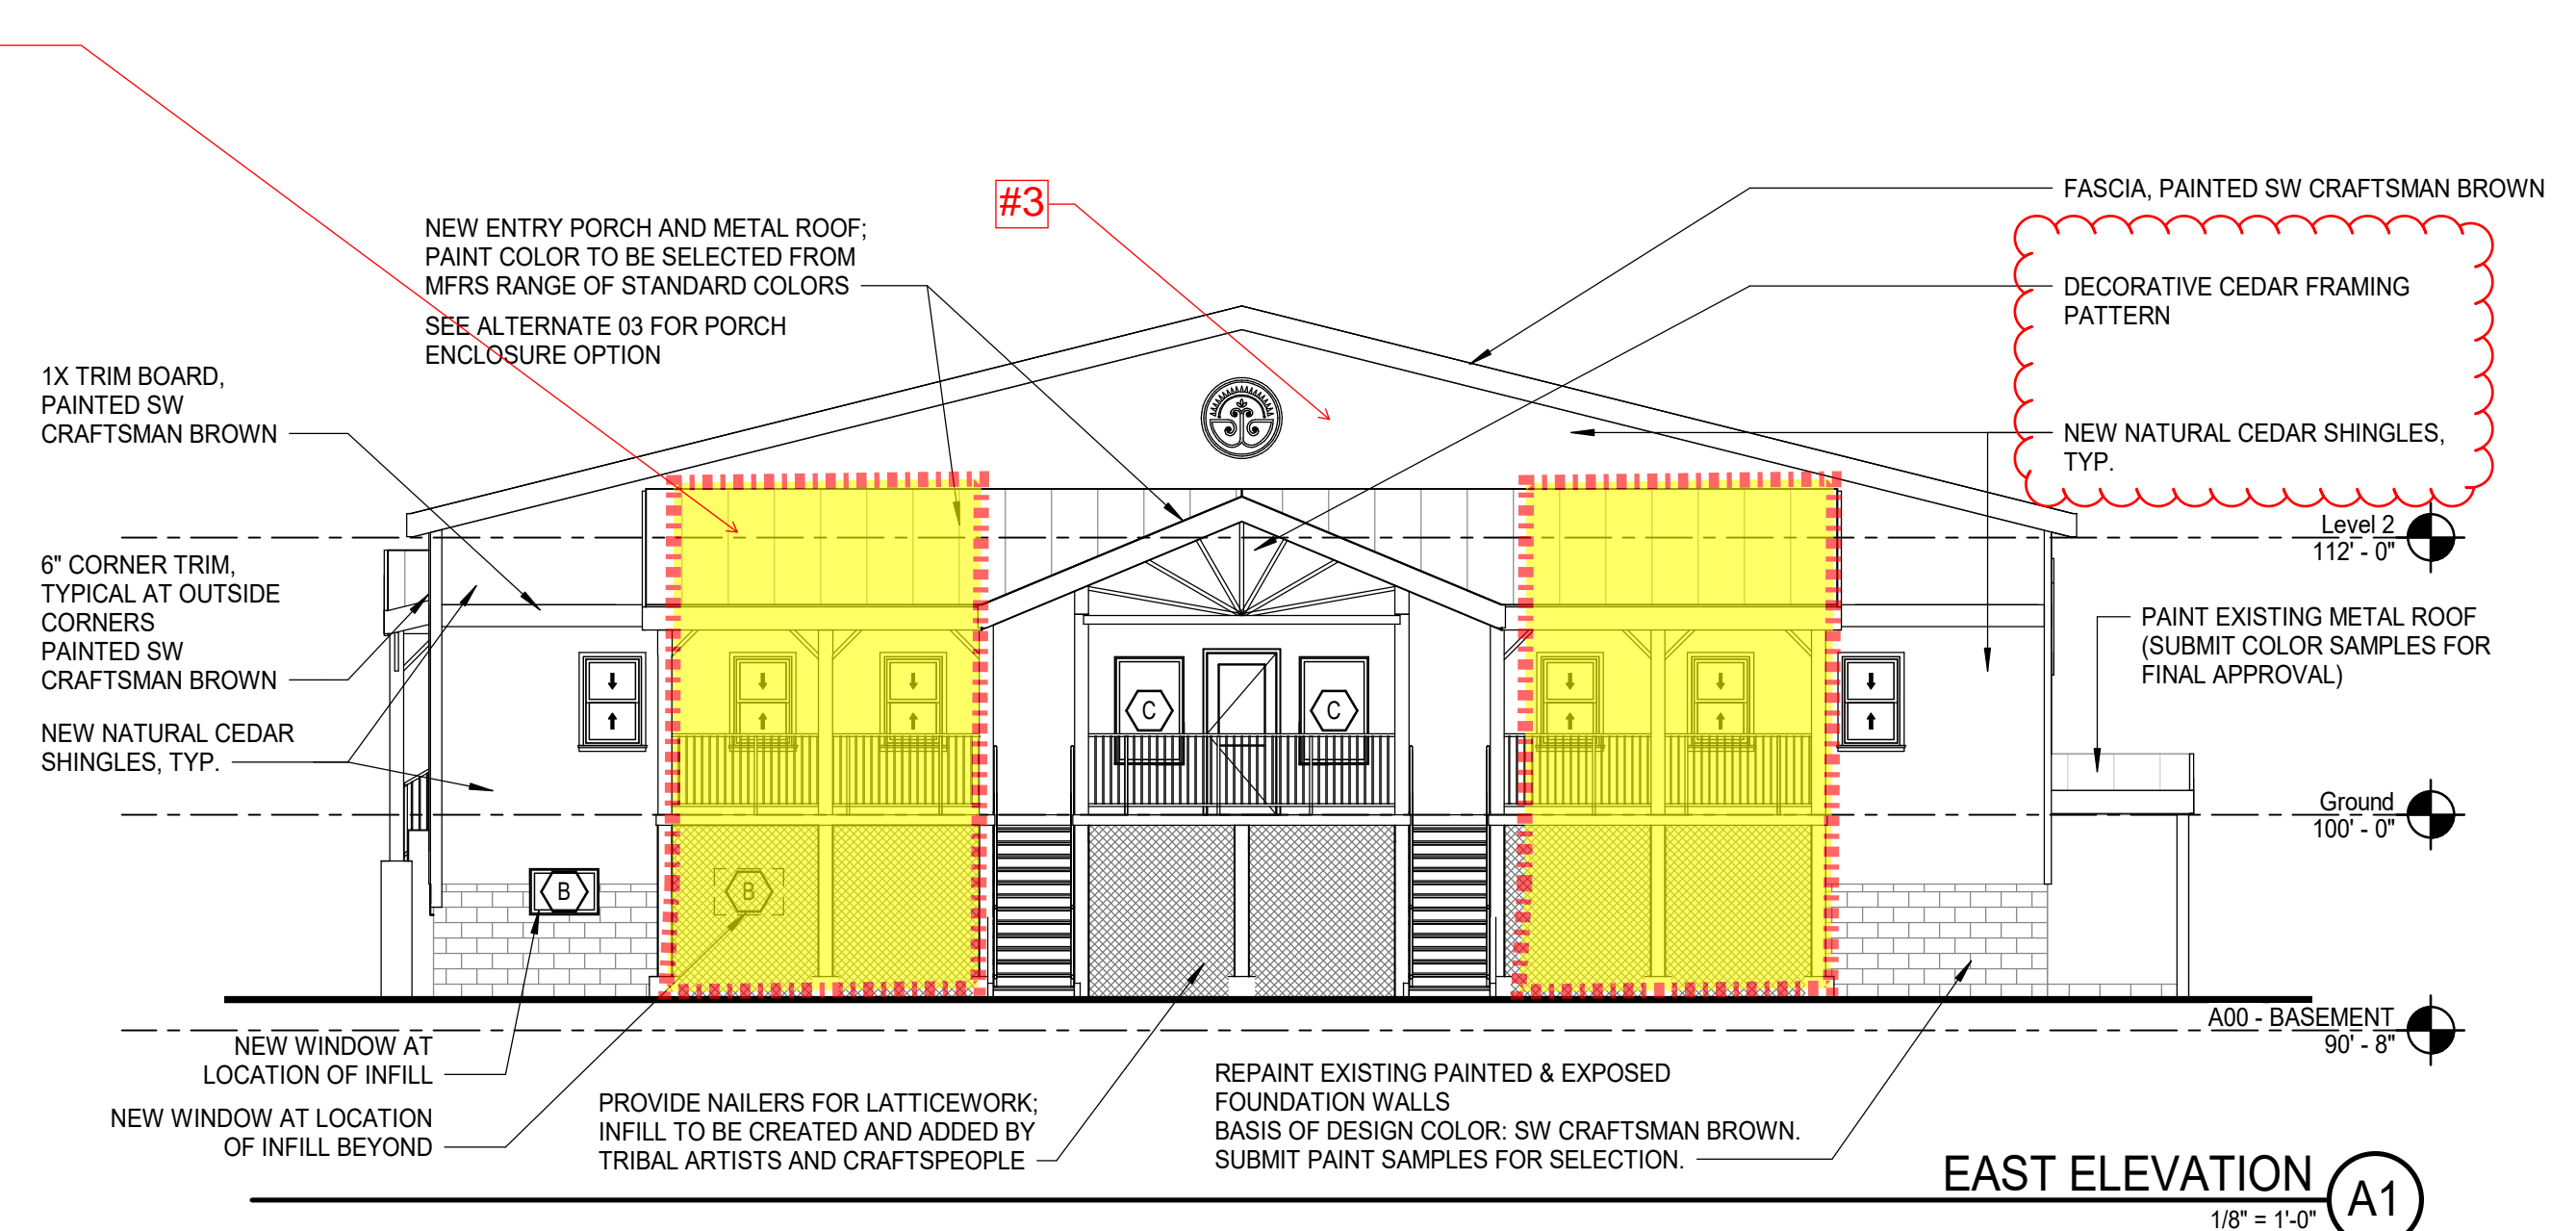 #3
FASCIA, PAINTED SW CRAFTSMAN BROWN
NEW ENTRY PORCH AND METAL ROOF;
PAINT COLOR TO BE SELECTED FROM
MFRS RANGE OF STANDARD COLORS
SEE ALTERNATE 03 FOR PORCH
ENCLOSURE OPTION
DECORATIVE CEDAR FRAMING
PATTERN
1X TRIM BOARD,
PAINTED SW
CRAFTSMAN BROWN
NEW NATURAL CEDAR SHINGLES,
TYP.
Level 2
112' - 0"
6" CORNER TRIM,
TYPICAL AT OUTSIDE
CORNERS
PAINTED SW
CRAFTSMAN BROWN
PAINT EXISTING METAL ROOF
(SUBMIT COLOR SAMPLES FOR
FINAL APPROVAL)
C
C
NEW NATURAL CEDAR
SHINGLES, TYP.
Ground
100' - 0"
B
B
A00 - BASEMENT
90' - 8"
NEW WINDOW AT
LOCATION OF INFILL
NEW WINDOW AT LOCATION
OF INFILL BEYOND
PROVIDE NAILERS FOR LATTICEWORK;
INFILL TO BE CREATED AND ADDED BY
TRIBAL ARTISTS AND CRAFTSPEOPLE
REPAINT EXISTING PAINTED & EXPOSED
FOUNDATION WALLS
BASIS OF DESIGN COLOR: SW CRAFTSMAN BROWN.
SUBMIT PAINT SAMPLES FOR SELECTION.
EAST ELEVATION
A1
1/8" = 1'-0"